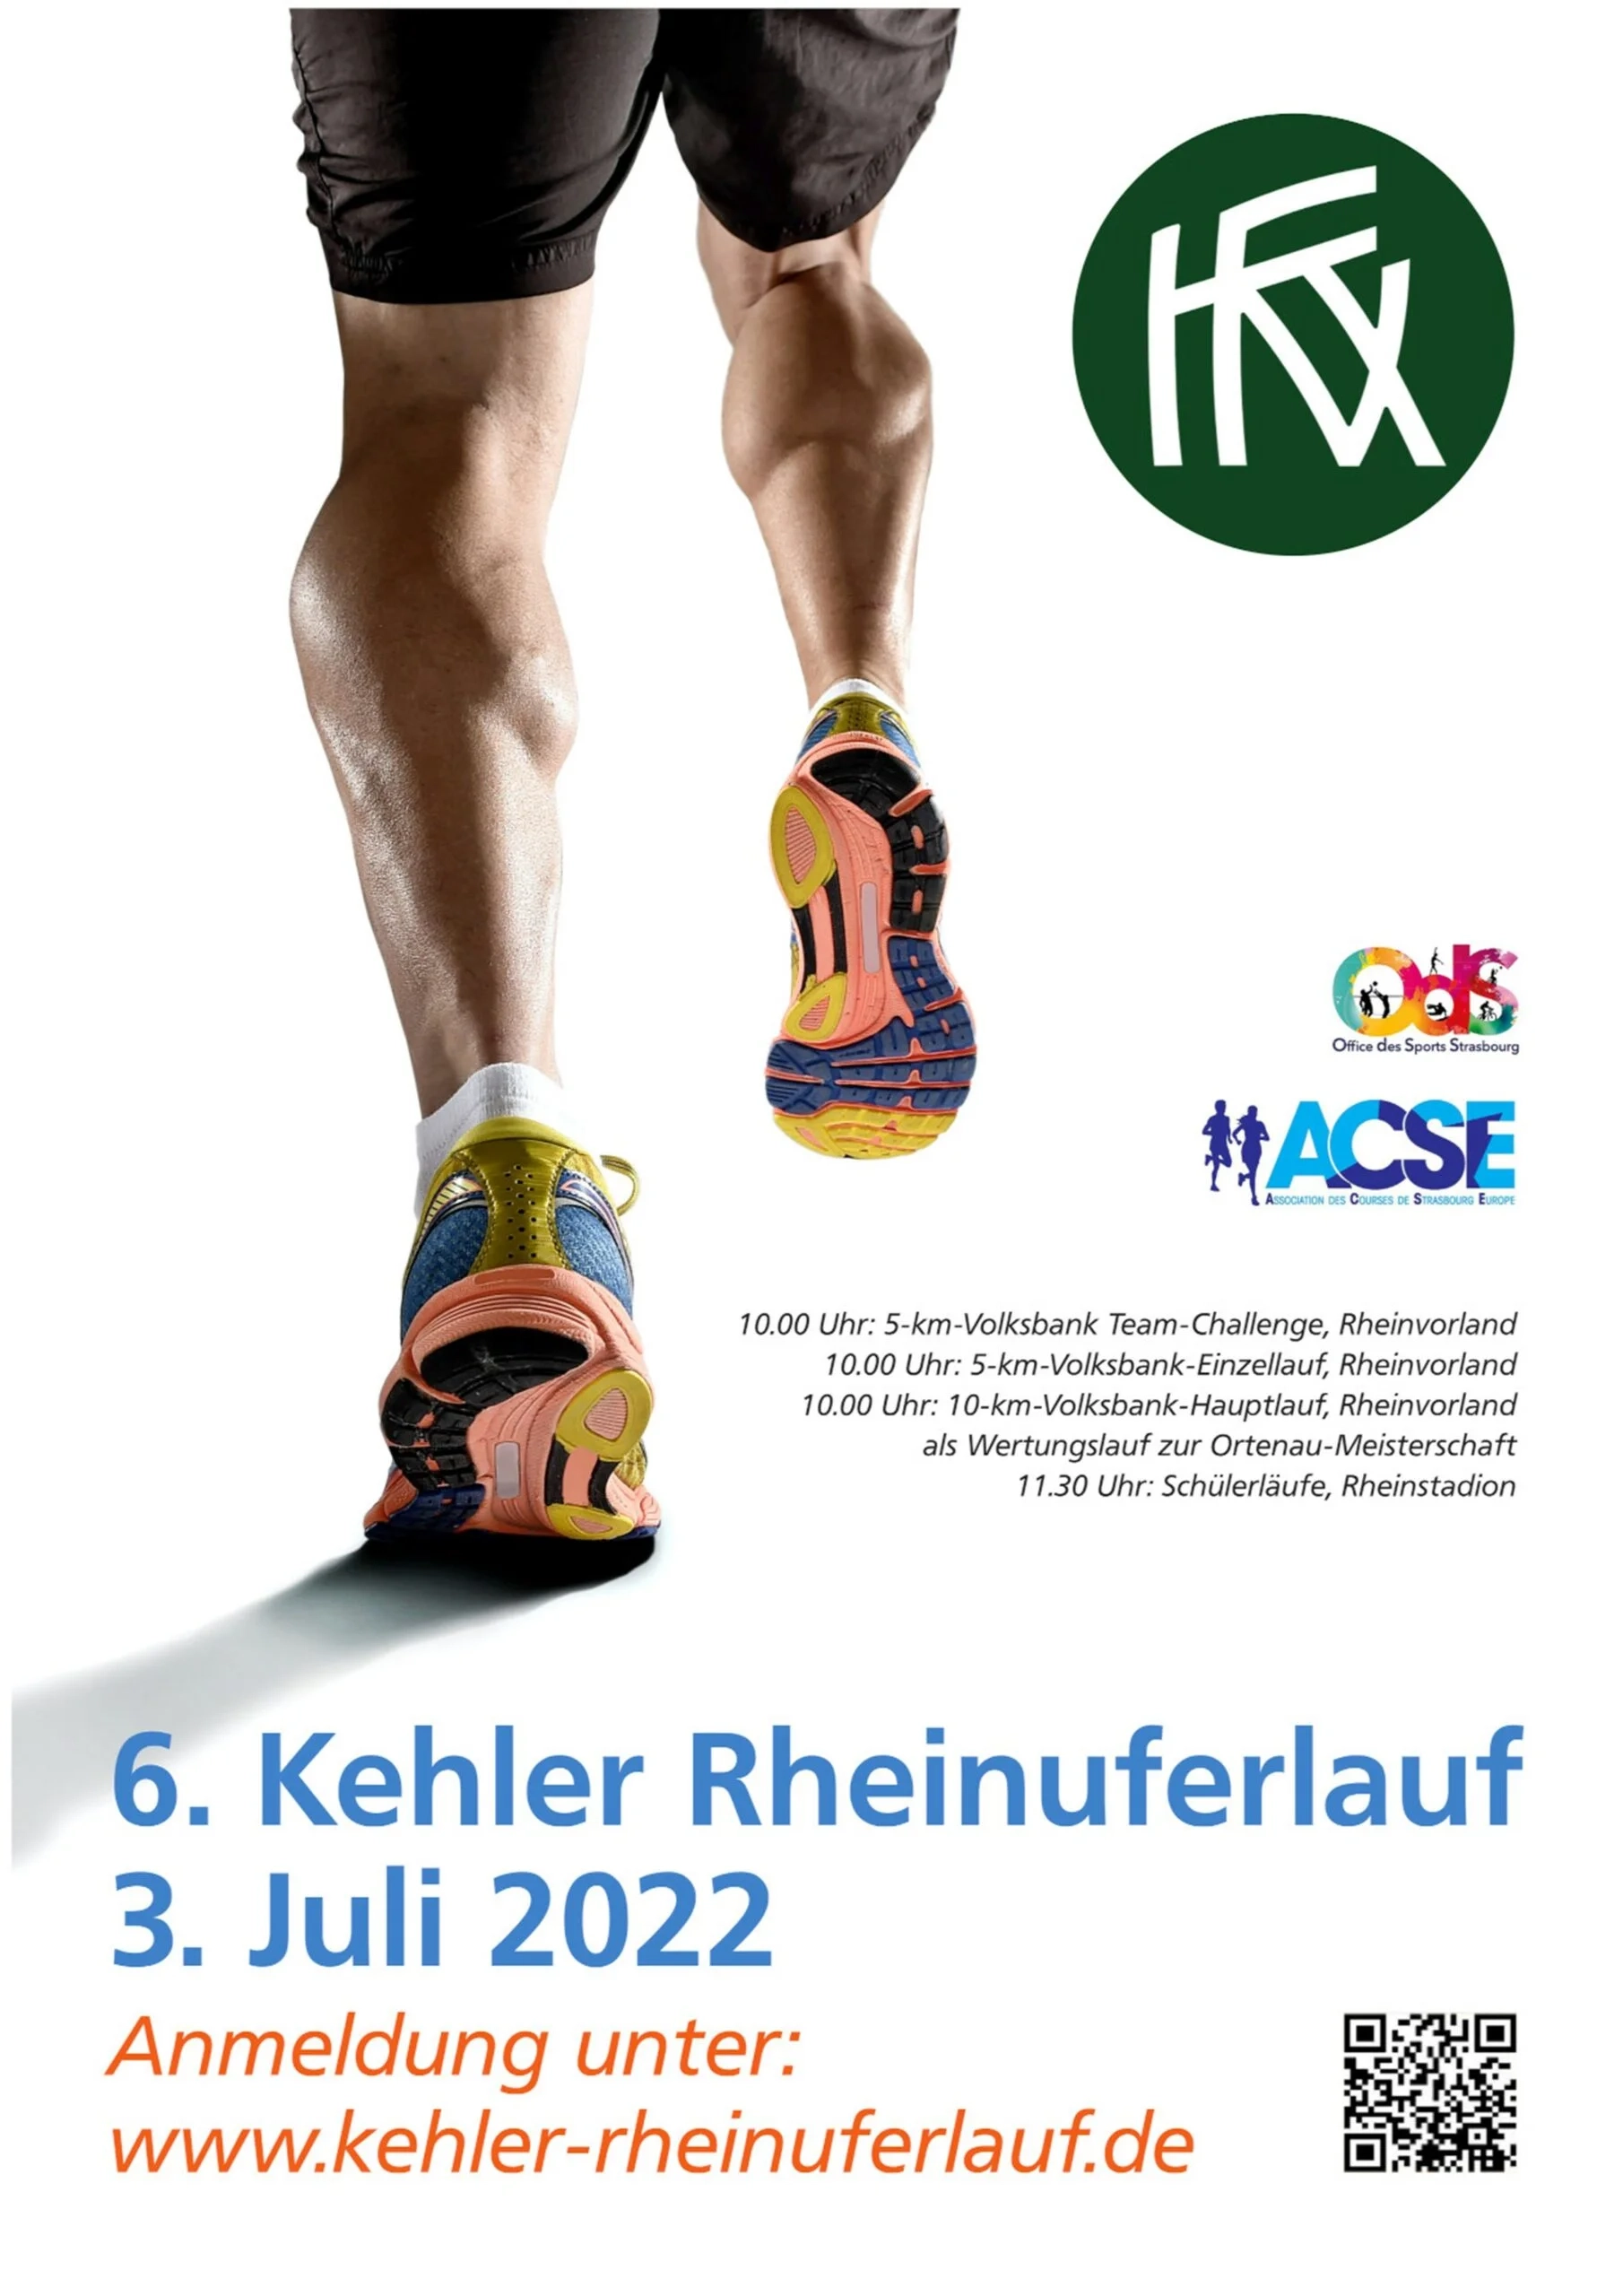 KFV
Ods
Office des Sports Strasbourg
ACSE
ASSOCIATION DES COURSES DE STRASBOURG EUROPE
10.00 Uhr: 5-km-Volksbank Team-Challenge, Rheinvorland
10.00 Uhr: 5-km-Volksbank-Einzellauf, Rheinvorland
10.00 Uhr: 10-km-Volksbank-Hauptlauf, Rheinvorland
als Wertungslauf zur Ortenau-Meisterschaft
11.30 Uhr: Schülerläufe, Rheinstadion
6. Kehler Rheinuferlauf
3. Juli 2022
Anmeldung unter:
www.kehler-rheinuferlauf.de